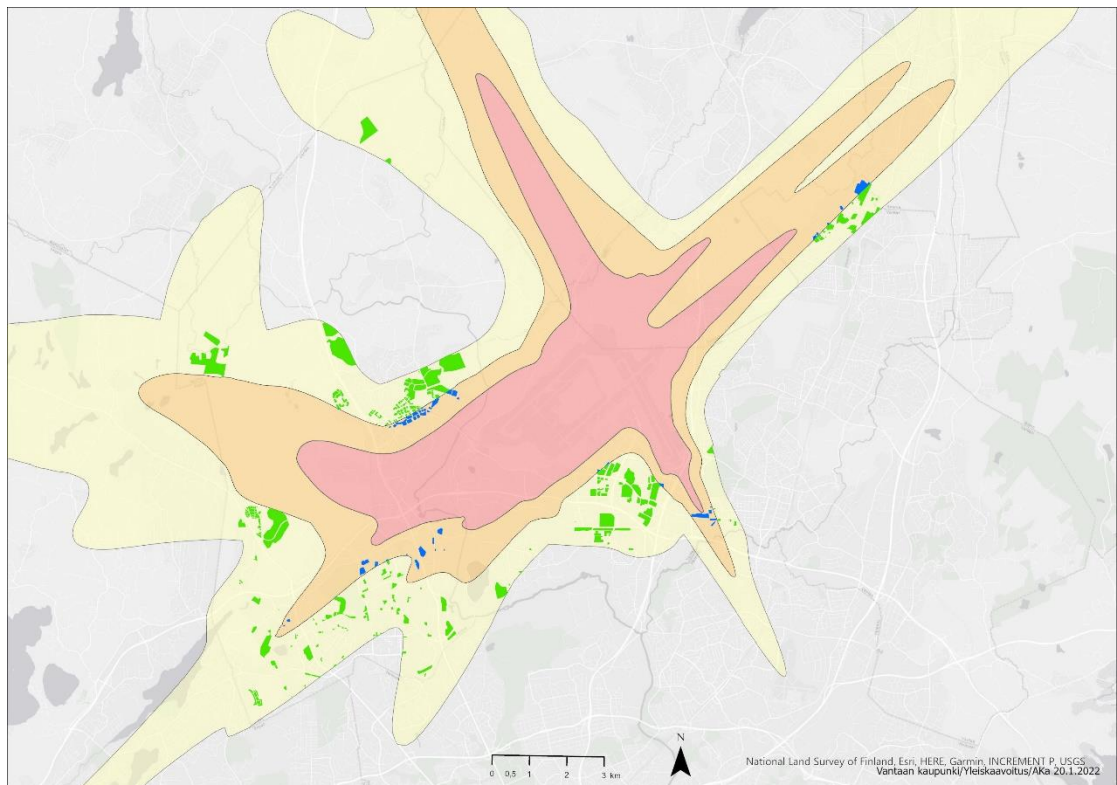 N
0 0,5 1 2 3 km
National Land Survey of Finland, Esri, HERE, Garmin, INCREMENT P, USGS
Vantaan kaupunki/Yleiskaavoitus/AKa 20.1.2022